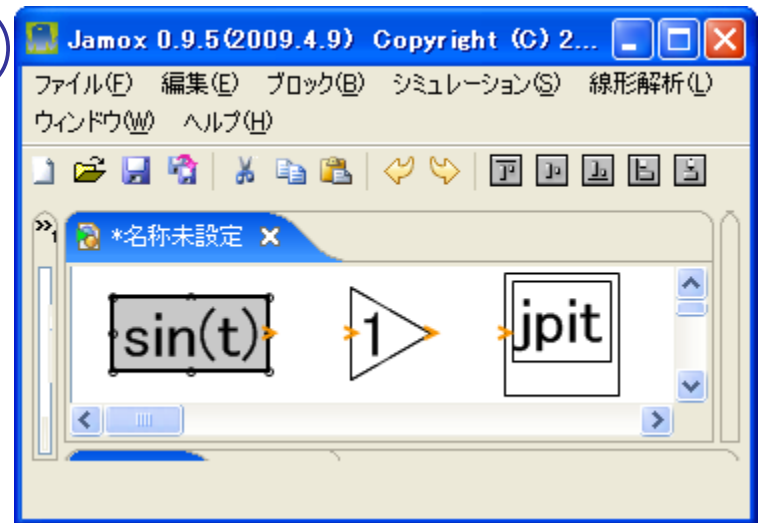 Jamox 0.9.5(2009.4.9) Copyright (C) 2...
ファイル(F) 編集(E) ブロック(B) シミュレーション(S) 線形解析(L)
ウィンドウ(W) ヘルプ(H)
»1 *名称未設定
sin(t) 1 jpit